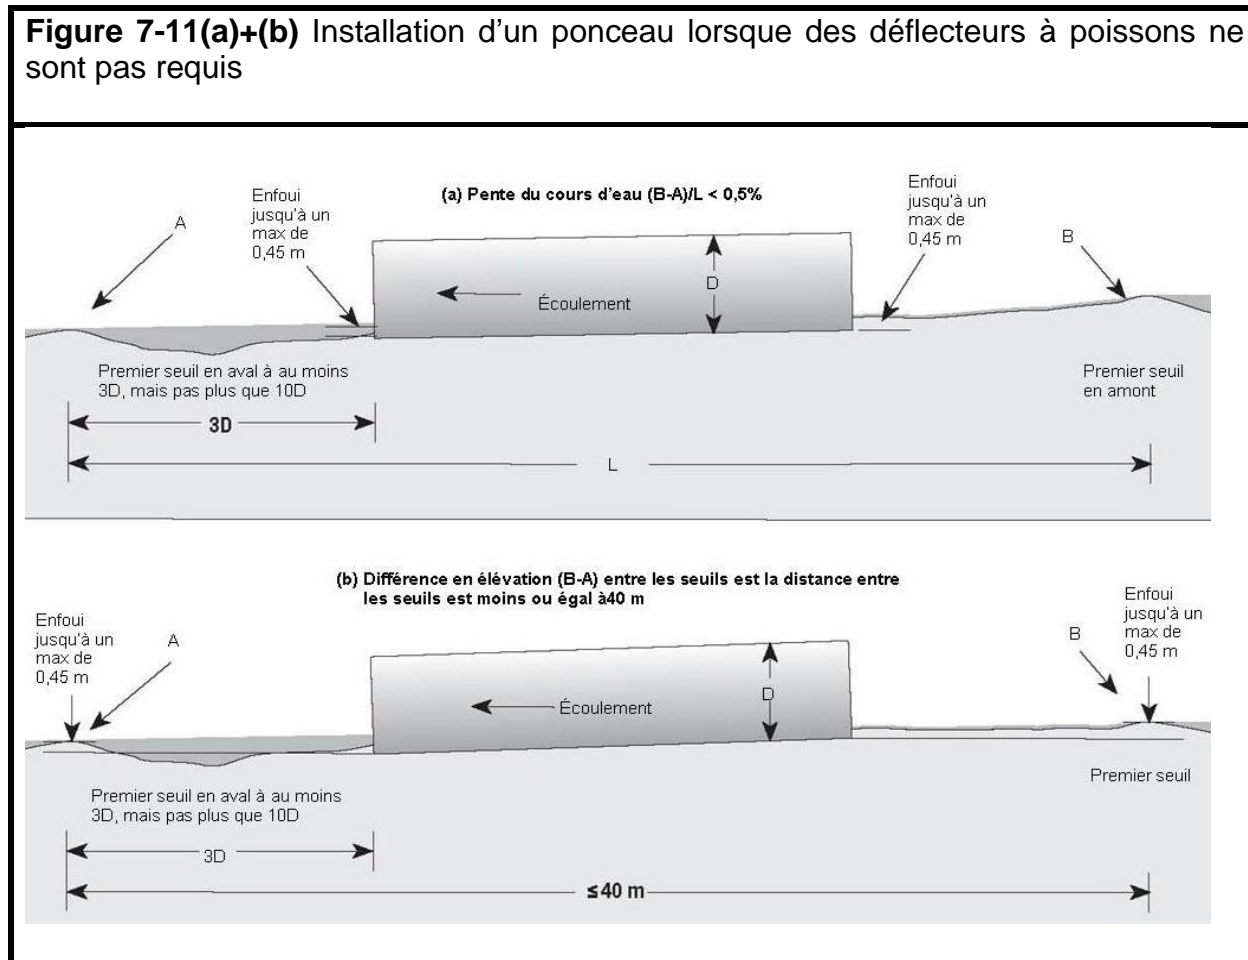 Figure 7-11(a)+(b) Installation d'un ponceau lorsque des déflecteurs à poissons ne
sont pas requis
(a) Pente du cours d'eau (B-A)/L < 0,5%
A
Enfoui
jusqu'à un
max de
0,45 m
Enfoui
jusqu'à un
max de
0,45 m
B
D
Écoulement
Premier seuil en aval à au moins
3D, mais pas plus que 10D
Premier seuil
en amont
3D
L
(b) Différence en élévation (B-A) entre les seuils est la distance entre
les seuils est moins ou égal à40 m
Enfoui
jusqu'à un
max de
0,45 m
A
B
Enfoui
jusqu'à un
max de
0,45 m
D
Écoulement
Premier seuil
Premier seuil en aval à au moins
3D, mais pas plus que 10D
3D
≤40 m